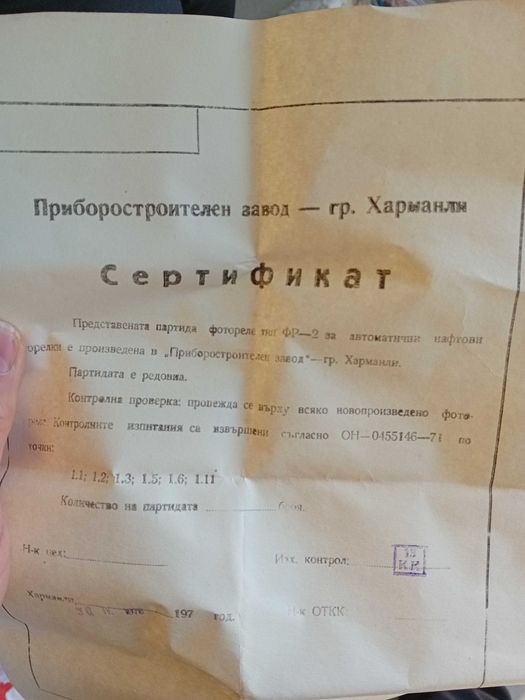 Приборостроителен завод — гр. Харманли
Сертификат
Представената партида фотореле тип ФР—2 за автоматични нафтови
орелки е произведена в „Приборостроителен завод"—гр. Харманли.
Партидата е редовна.
Контролна проверка: провежда се върху всяко новопроизведено фото-
Контролните изпитания са извършени съгласно ОН—0455146—71 по
точки:
1.1; 1.2; 1.3; 1.5; 1.6; 1.11
Количество на партидата броя.
Н-к цех: Изх. контрол: 15
К.К.
Харманли, 197 год. Н-к ОТКК: